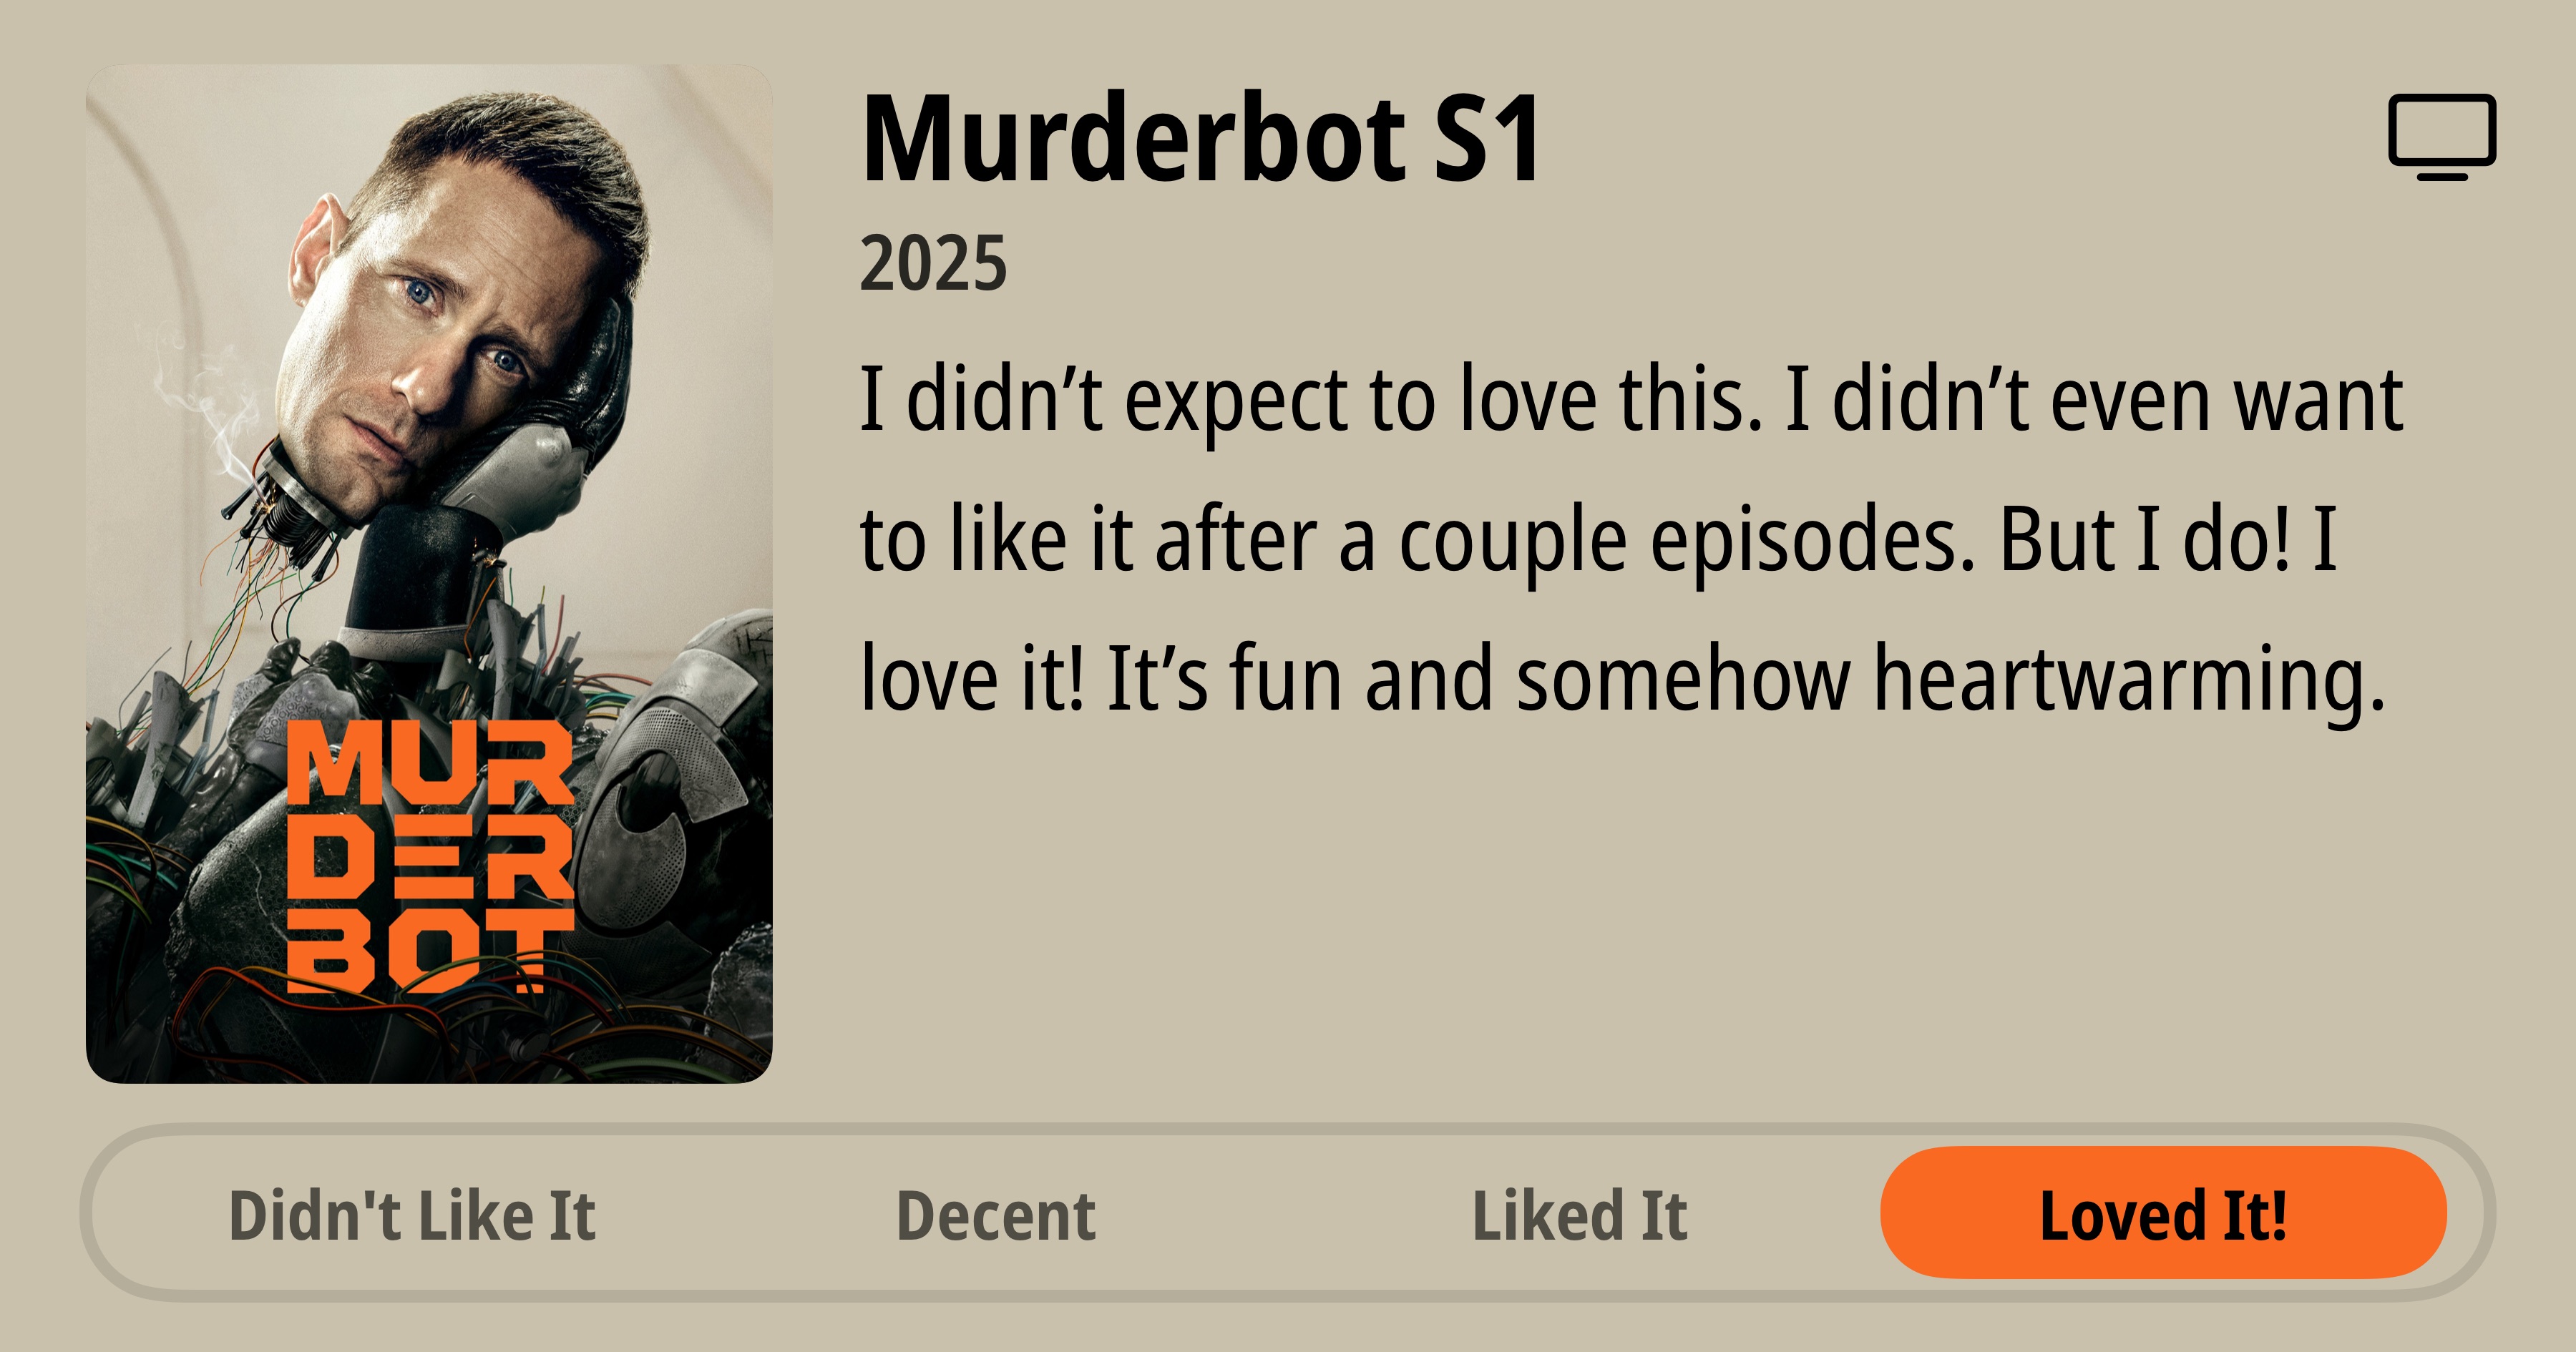 Murderbot S1
2025
I didn’t expect to love this. I didn’t even want
to like it after a couple episodes. But I do! I
love it! It’s fun and somehow heartwarming.
MUR
DER
BOT
Didn't Like It
Decent
Liked It
Loved It!